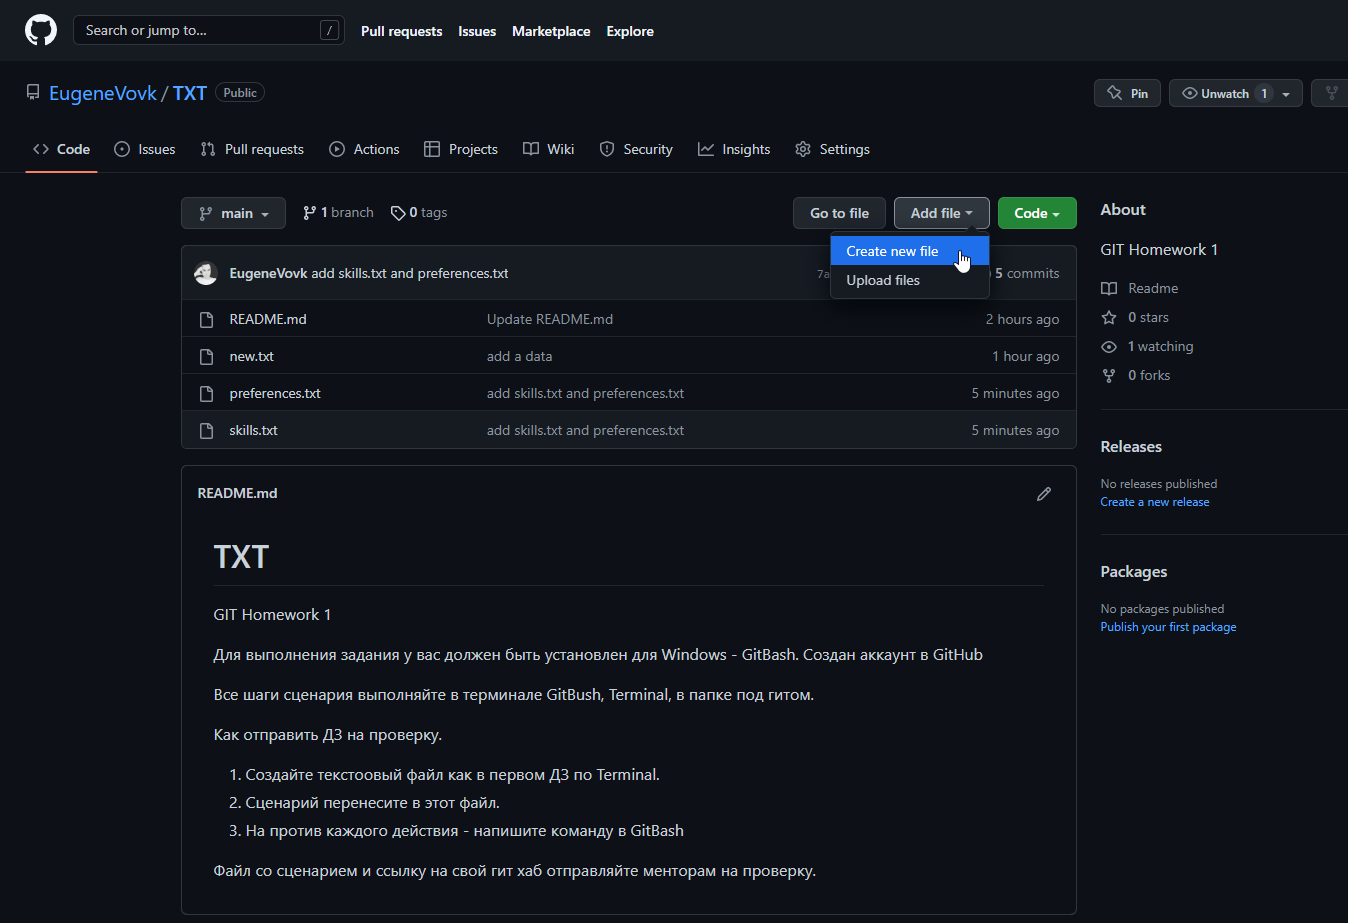 Search or jump to... /
Pull requests Issues Marketplace Explore
EugeneVovk / TXT Public
Pin Unwatch 1
Code Issues Pull requests Actions Projects Wiki Security Insights Settings
main 1 branch 0 tags Go to file Add file Code
Create new file
Upload files
EugeneVovk add skills.txt and preferences.txt 5 commits
README.md Update README.md 2 hours ago
new.txt add a data 1 hour ago
preferences.txt add skills.txt and preferences.txt 5 minutes ago
skills.txt add skills.txt and preferences.txt 5 minutes ago
README.md
TXT
GIT Homework 1
Для выполнения задания у вас должен быть установлен для Windows - GitBash. Создан аккаунт в GitHub
Все шаги сценария выполняйте в терминале GitBush, Terminal, в папке под гитом.
Как отправить ДЗ на проверку.
1. Создайте текстоовый файл как в первом ДЗ по Terminal.
2. Сценарий перенесите в этот файл.
3. На против каждого действия - напишите команду в GitBash
Файл со сценарием и ссылку на свой гит хаб отправляйте менторам на проверку.
About
GIT Homework 1
Readme
0 stars
1 watching
0 forks
Releases
No releases published
Create a new release
Packages
No packages published
Publish your first package